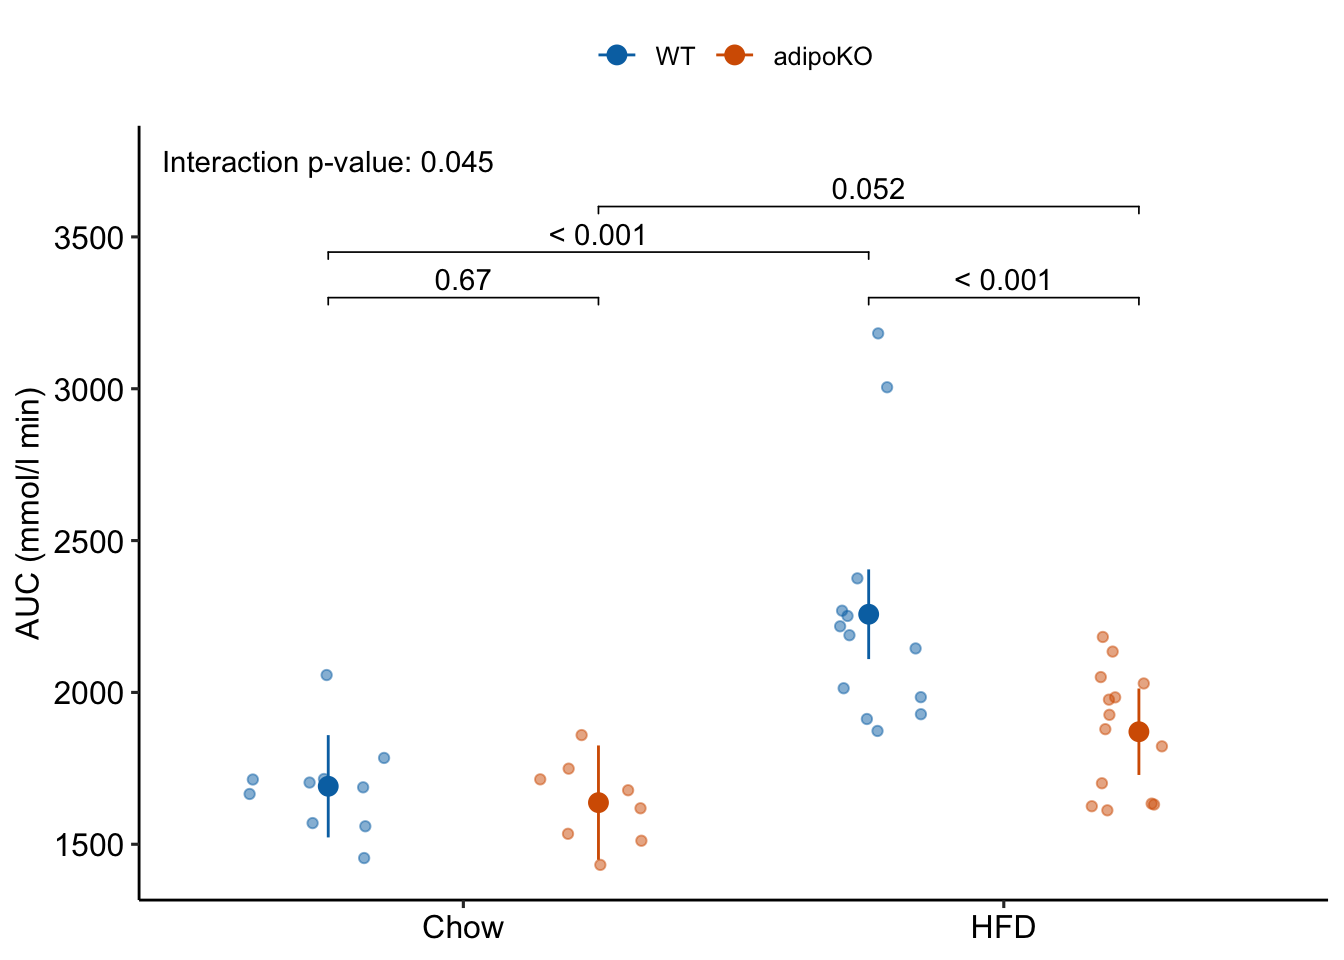 WT adipoKO
Interaction p-value: 0.045
0.052
< 0.001
0.67
< 0.001
3500
3000
2500
2000
1500
AUC (mmol/l min)
Chow HFD